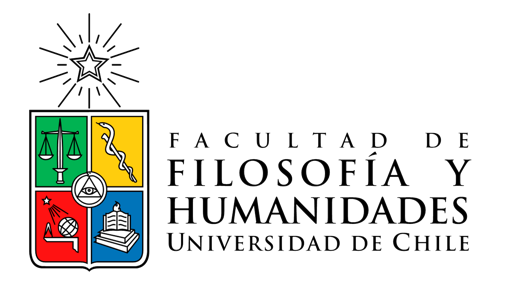 FACULTAD DE
FILOSOFÍA Y
HUMANIDADES
UNIVERSIDAD DE CHILE